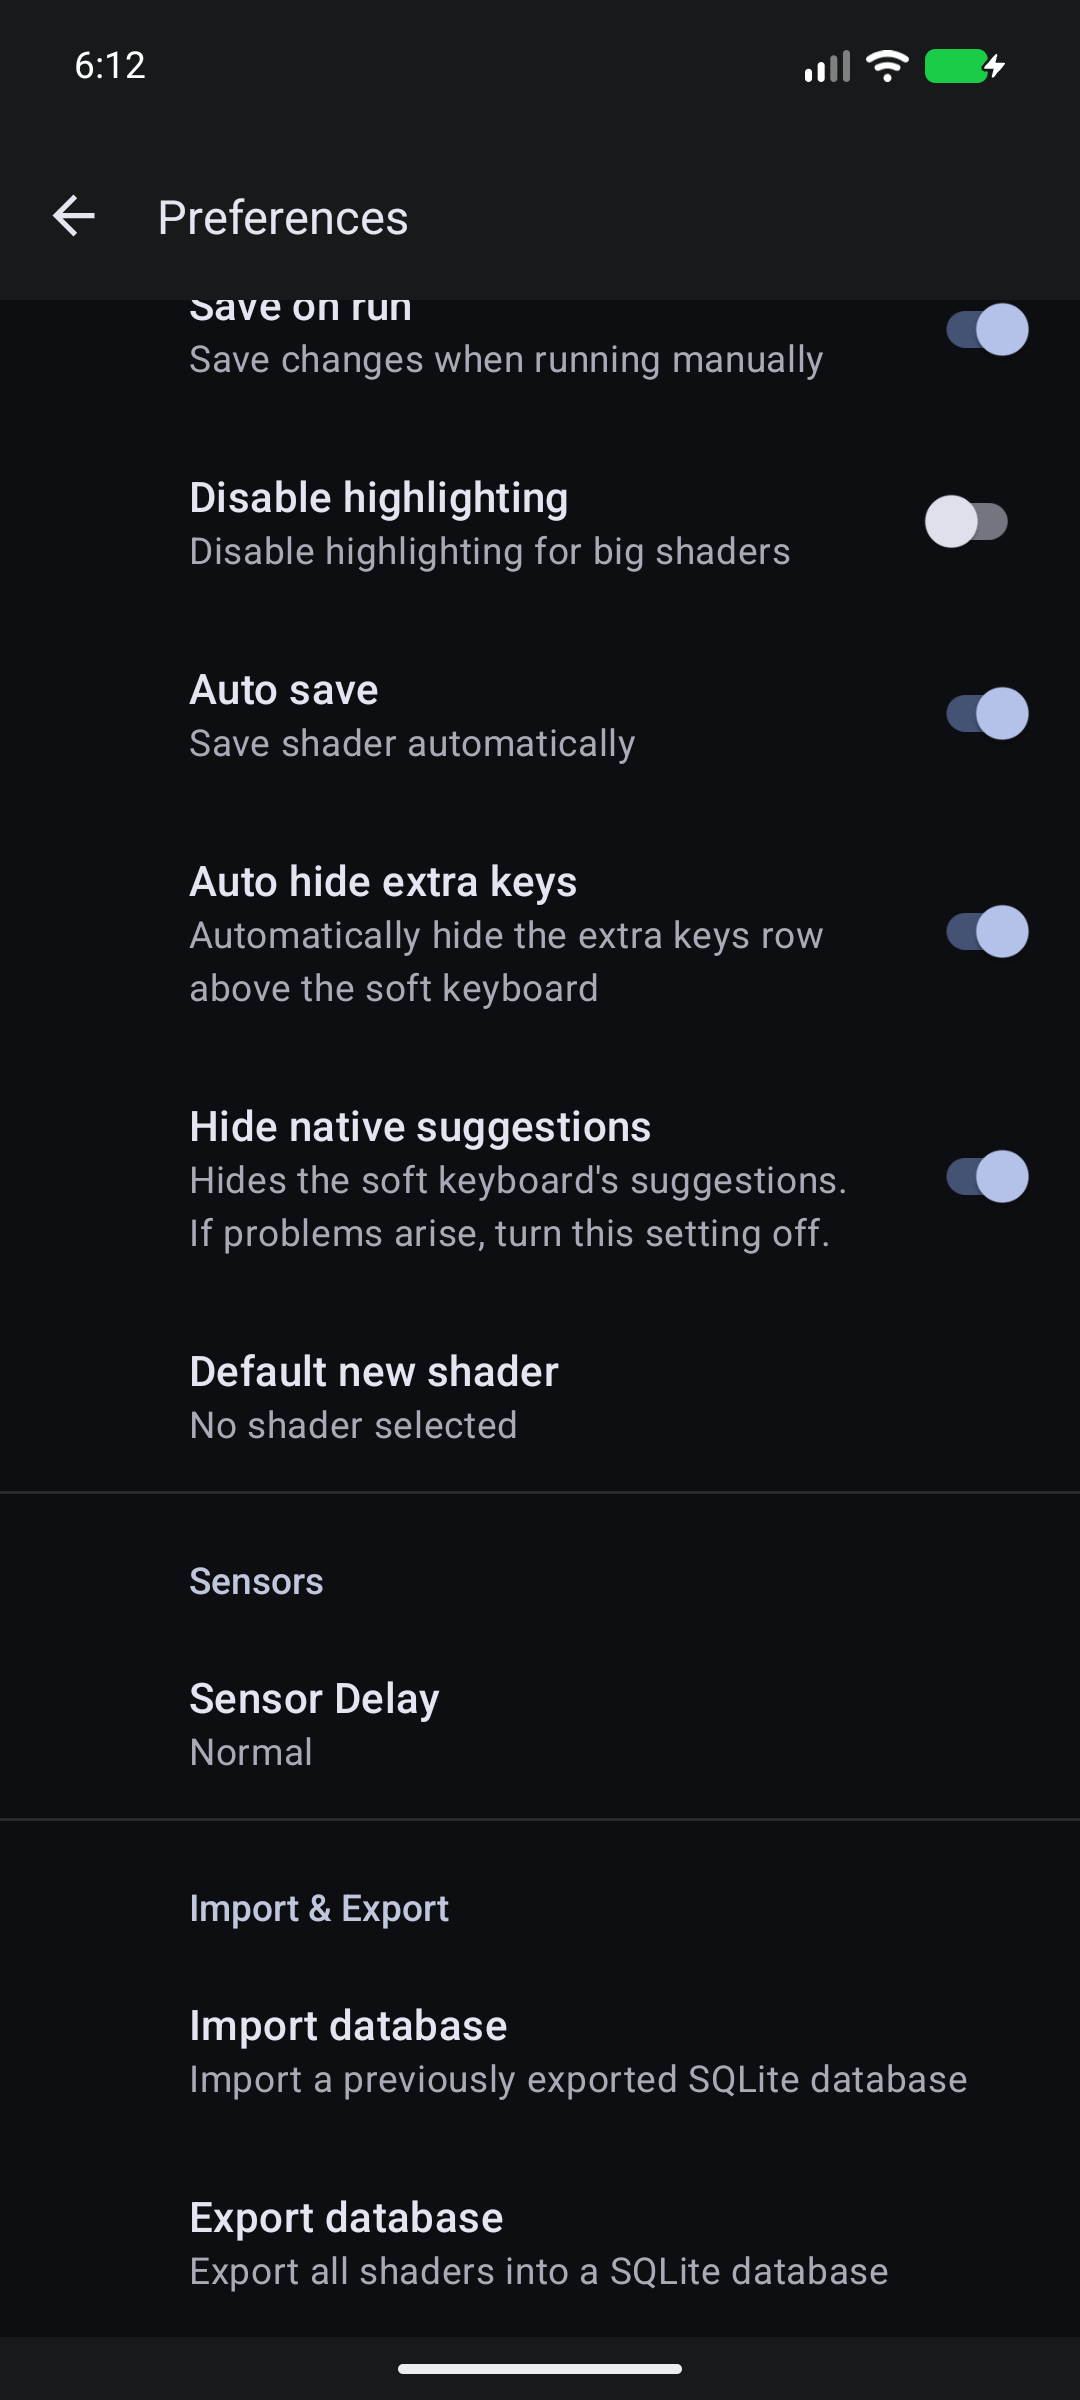 6:12
Preferences
Save on run
Save changes when running manually
Disable highlighting
Disable highlighting for big shaders
Auto save
Save shader automatically
Auto hide extra keys
Automatically hide the extra keys row
above the soft keyboard
Hide native suggestions
Hides the soft keyboard's suggestions.
If problems arise, turn this setting off.
Default new shader
No shader selected
Sensors
Sensor Delay
Normal
Import & Export
Import database
Import a previously exported SQLite database
Export database
Export all shaders into a SQLite database